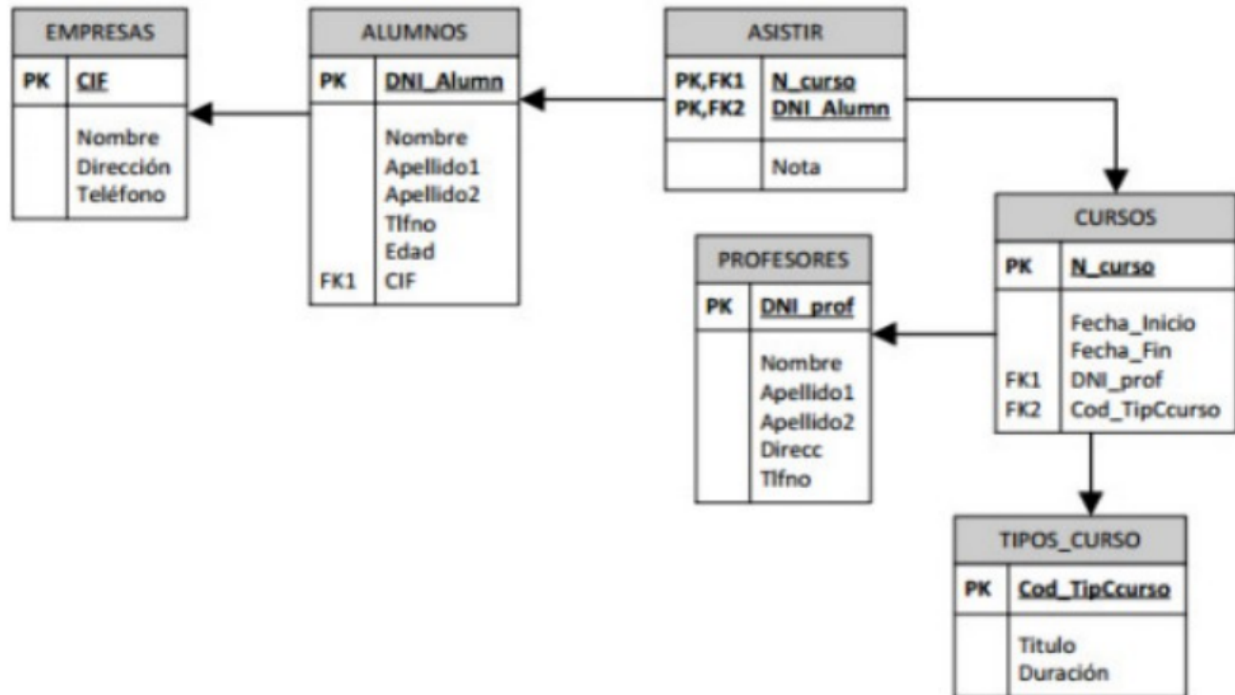 EMPRESAS
PK CIF
Nombre
Dirección
Teléfono
ALUMNOS
PK DNI_Alumn
Nombre
Apellido1
Apellido2
Tlfno
Edad
FK1 CIF
ASISTIR
PK,FK1 N_curso
PK,FK2 DNI_Alumn
Nota
CURSOS
PK N_curso
Fecha_Inicio
Fecha_Fin
FK1 DNI_prof
FK2 Cod_TipCcurso
PROFESORES
PK DNI_prof
Nombre
Apellido1
Apellido2
Direcc
Tlfno
TIPOS_CURSO
PK Cod_TipCcurso
Titulo
Duración